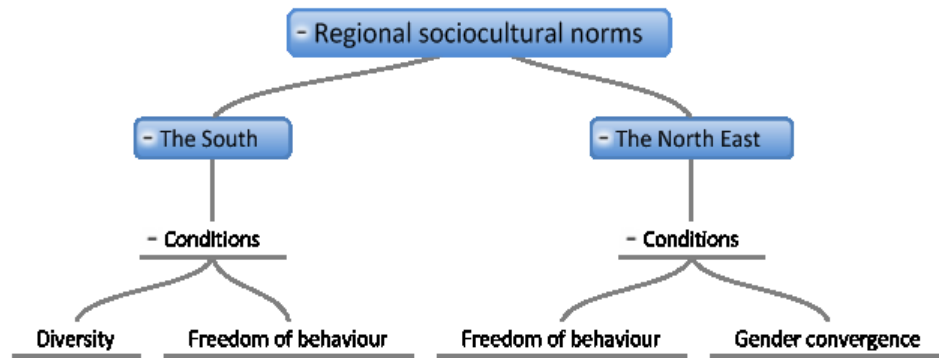 - Regional sociocultural norms
- The South
- The North East
- Conditions
- Conditions
Diversity
Freedom of behaviour
Freedom of behaviour
Gender convergence